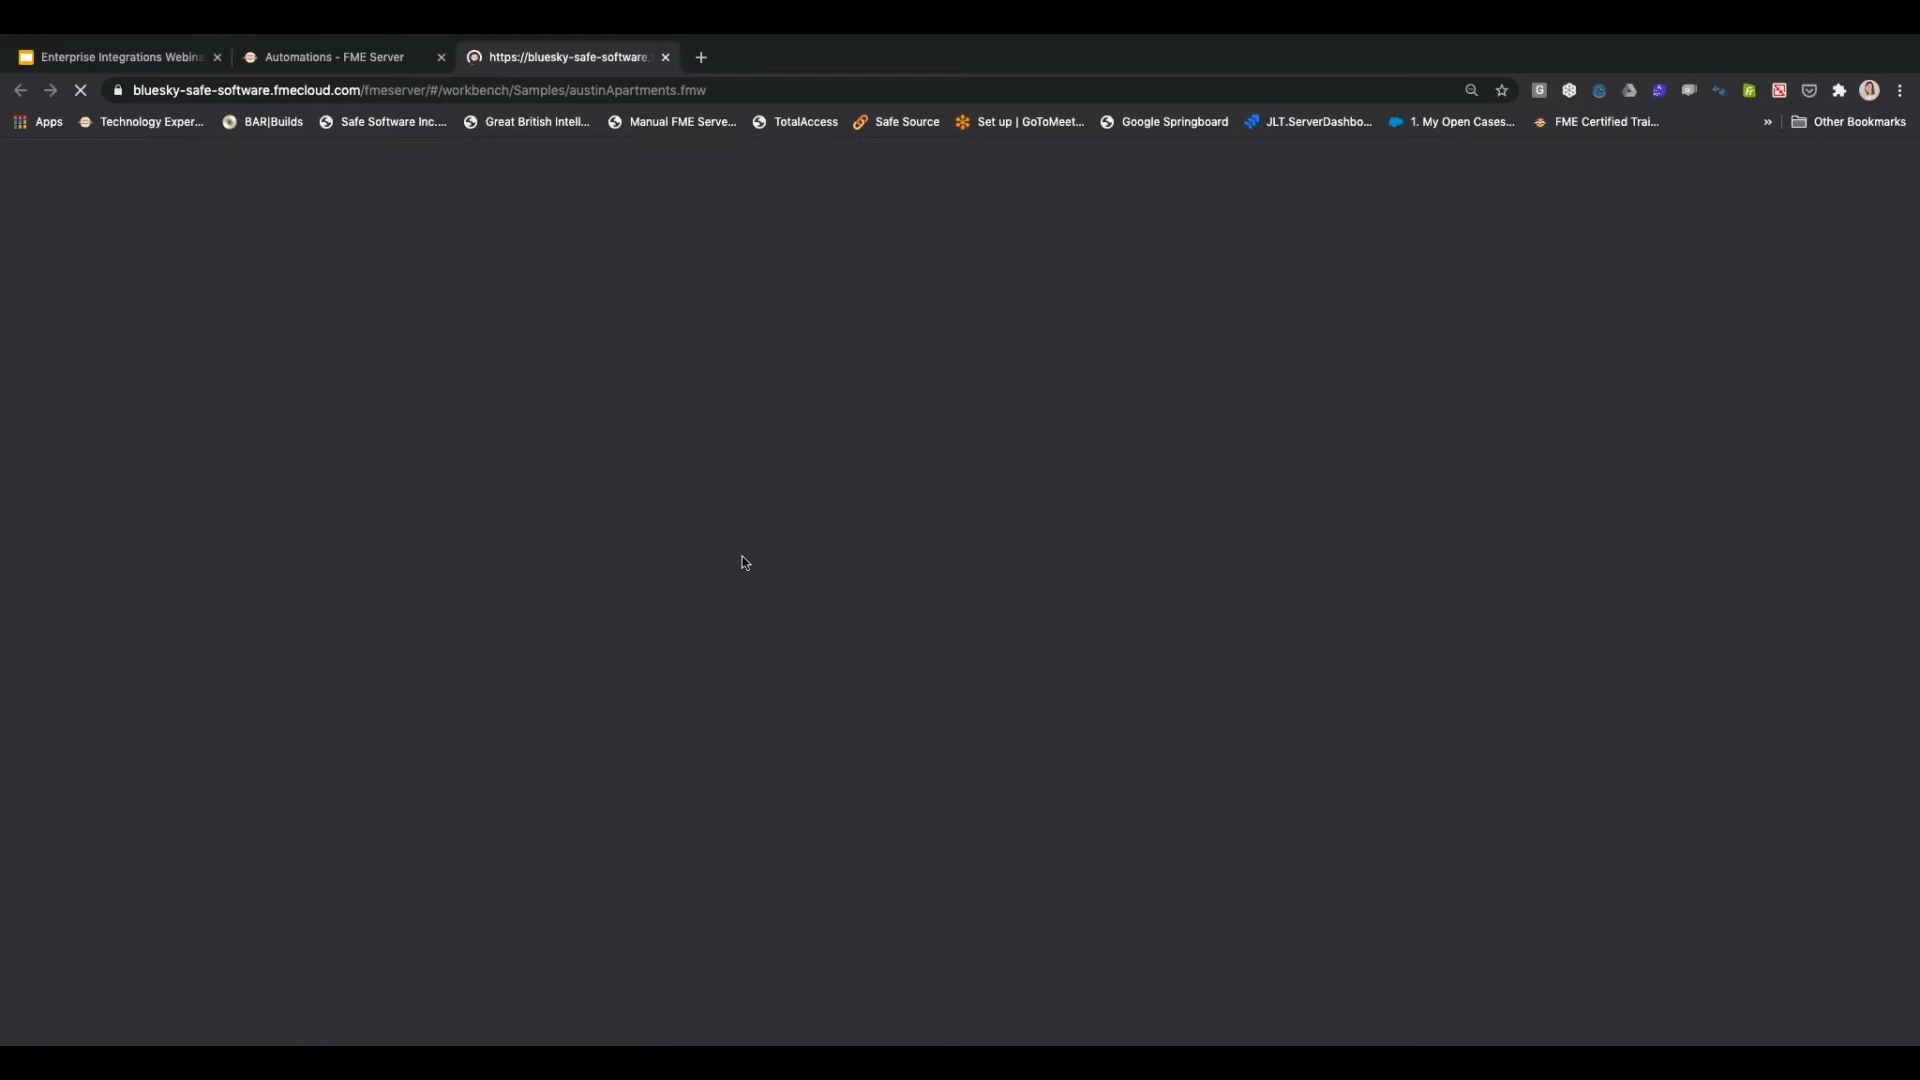 Enterprise Integrations Webina
Automations - FME Server
https://bluesky-safe-software.
bluesky-safe-software.fmecloud.com/fmeserver/#/workbench/Samples/austinApartments.fmw
Apps Technology Exper... BAR|Builds Safe Software Inc.... Great British Intell... Manual FME Serve... TotalAccess Safe Source Set up | GoToMeet... Google Springboard JLT.ServerDashbo... 1. My Open Cases... FME Certified Trai... » Other Bookmarks